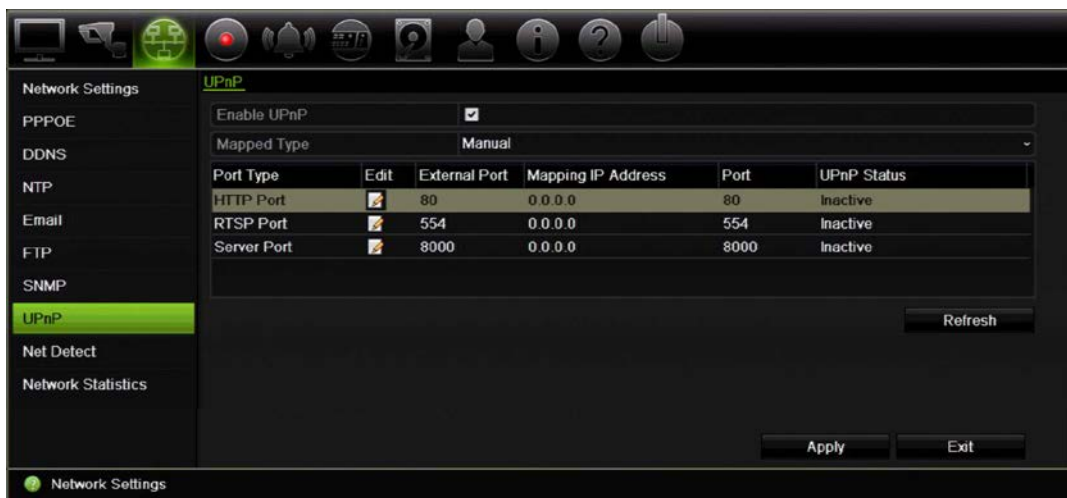 Network Settings
PPPOE
DDNS
NTP
Email
FTP
SNMP
UPnP
Net Detect
Network Statistics
UPnP
Enable UPnP
Mapped Type Manual
Port Type Edit External Port Mapping IP Address Port UPnP Status
HTTP Port 80 0.0.0.0 80 Inactive
RTSP Port 554 0.0.0.0 554 Inactive
Server Port 8000 0.0.0.0 8000 Inactive
Refresh
Apply Exit
Network Settings